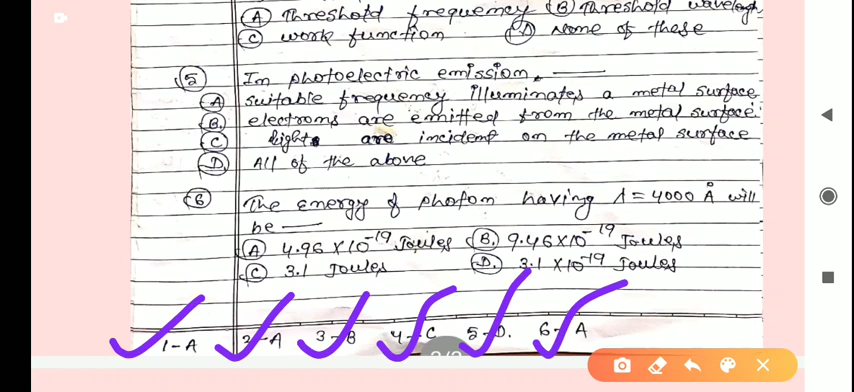 (A) Threshold frequency (B) Threshold wavelength
(C) work function (D) None of these
(5) In photoelectric emission, ——
(A) suitable frequency illuminates a metal surface
(B) electrons are emitted from the metal surface.
(C) light are incident on the metal surface
(D) All of the above
(6) The energy of photon having λ = 4000 Å will
be ——
(A) 4.96 × 10⁻¹⁹ Joules (B) 9.46 × 10⁻¹⁹ Joules
(C) 3.1 Joules (D) 3.1 × 10⁻¹⁹ Joules
1-A 2-A 3-B 4-C 5-D. 6-A